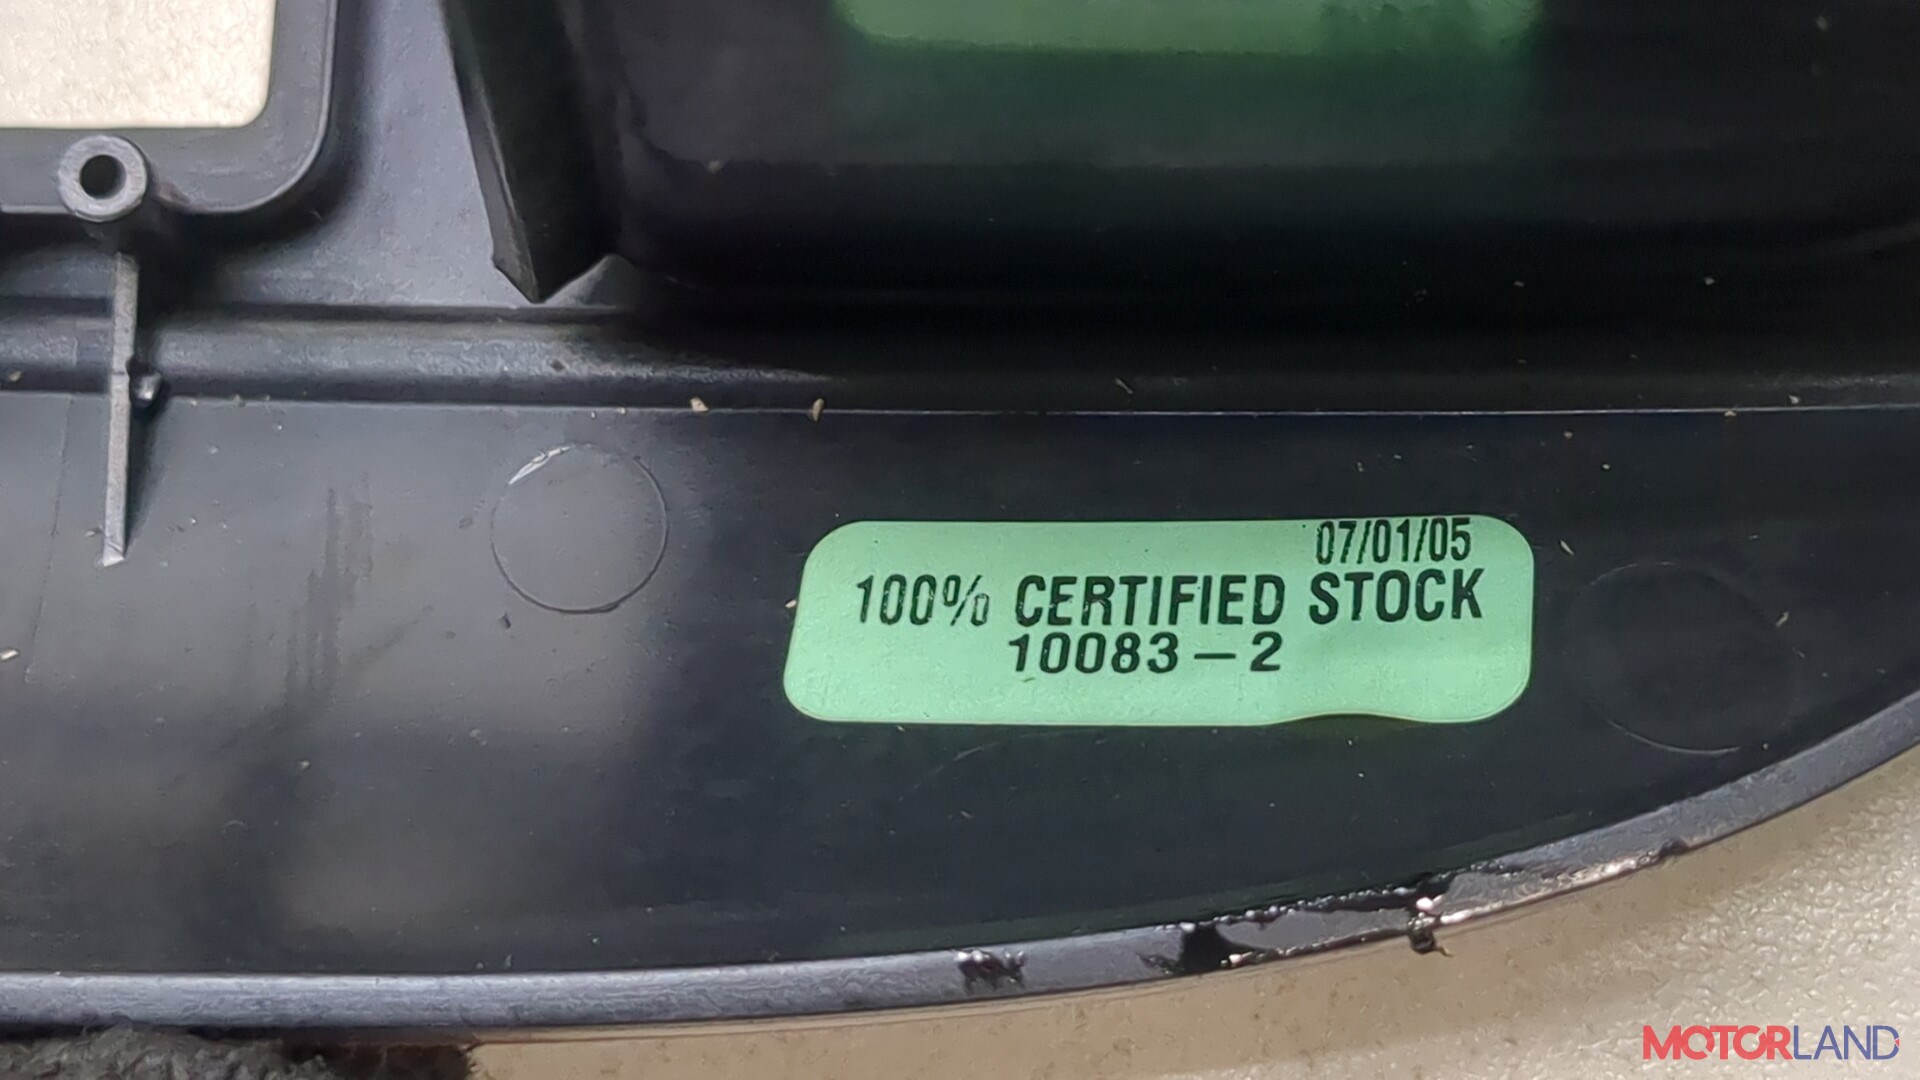 07/01/05
100% CERTIFIED STOCK
10083-2
MOTORLAND